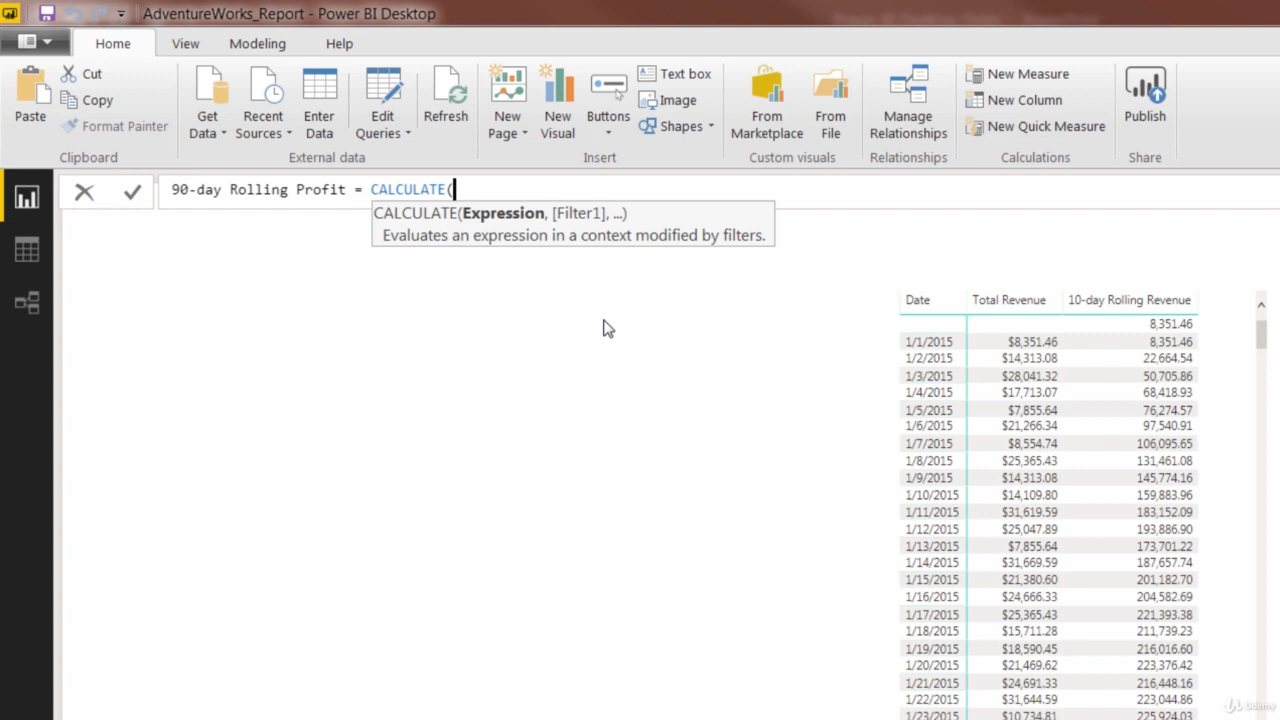 AdventureWorks_Report - Power BI Desktop
Home View Modeling Help
Paste
Cut
Copy
Format Painter
Clipboard
Get Data
Recent Sources
Enter Data
Edit Queries
Refresh
External data
New Page
New Visual
Buttons
Text box
Image
Shapes
Insert
From Marketplace
From File
Custom visuals
Manage Relationships
Relationships
New Measure
New Column
New Quick Measure
Calculations
Publish
Share
90-day Rolling Profit = CALCULATE(
CALCULATE(Expression, [Filter1], ...)
Evaluates an expression in a context modified by filters.
Date Total Revenue 10-day Rolling Revenue
8,351.46
1/1/2015 $8,351.46 8,351.46
1/2/2015 $14,313.08 22,664.54
1/3/2015 $28,041.32 50,705.86
1/4/2015 $17,713.07 68,418.93
1/5/2015 $7,855.64 76,274.57
1/6/2015 $21,266.34 97,540.91
1/7/2015 $8,554.74 106,095.65
1/8/2015 $25,365.43 131,461.08
1/9/2015 $14,313.08 145,774.16
1/10/2015 $14,109.80 159,883.96
1/11/2015 $31,619.59 183,152.09
1/12/2015 $25,047.89 193,886.90
1/13/2015 $7,855.64 173,701.22
1/14/2015 $31,669.59 187,657.74
1/15/2015 $21,380.60 201,182.70
1/16/2015 $24,666.33 204,582.69
1/17/2015 $25,365.43 221,393.38
1/18/2015 $15,711.28 211,739.23
1/19/2015 $18,590.45 216,016.60
1/20/2015 $21,469.62 223,376.42
1/21/2015 $24,691.33 216,448.16
1/22/2015 $31,644.59 223,044.86
1/23/2015 $10,734.81 225,924.03
Udemy